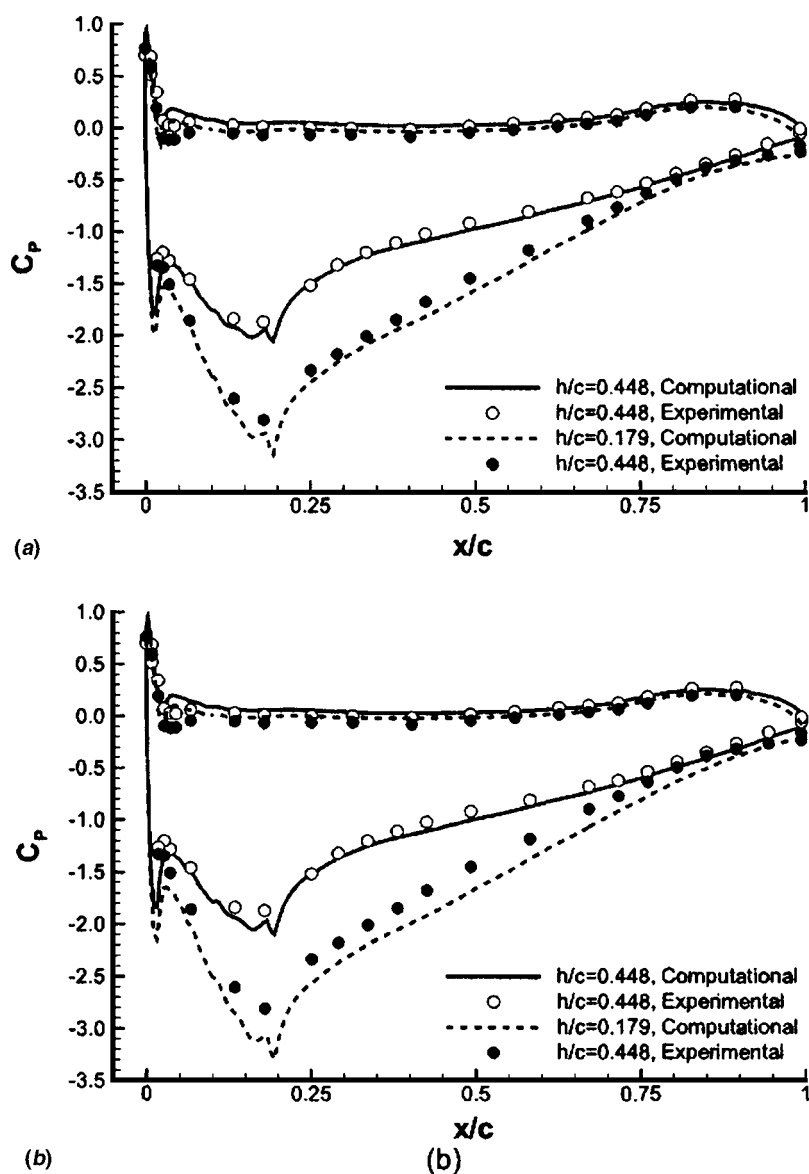 1.0
0.5
0.0
-0.5
-1.0
-1.5
-2.0
-2.5
-3.0
-3.5
C_P
0 0.25 0.5 0.75 1
x/c
h/c=0.448, Computational
h/c=0.448, Experimental
h/c=0.179, Computational
h/c=0.448, Experimental
(a)
1.0
0.5
0.0
-0.5
-1.0
-1.5
-2.0
-2.5
-3.0
-3.5
C_P
0 0.25 0.5 0.75 1
x/c
h/c=0.448, Computational
h/c=0.448, Experimental
h/c=0.179, Computational
h/c=0.448, Experimental
(b) (b)